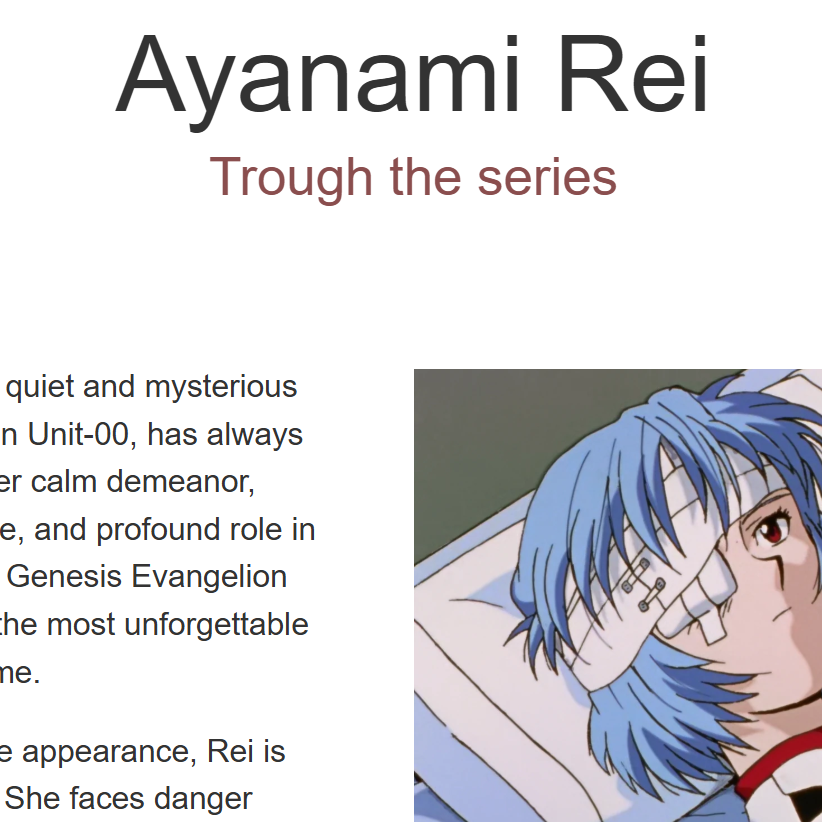 Ayanami Rei
Trough the series
quiet and mysterious
n Unit-00, has always
er calm demeanor,
e, and profound role in
Genesis Evangelion
the most unforgettable
me.
e appearance, Rei is
She faces danger